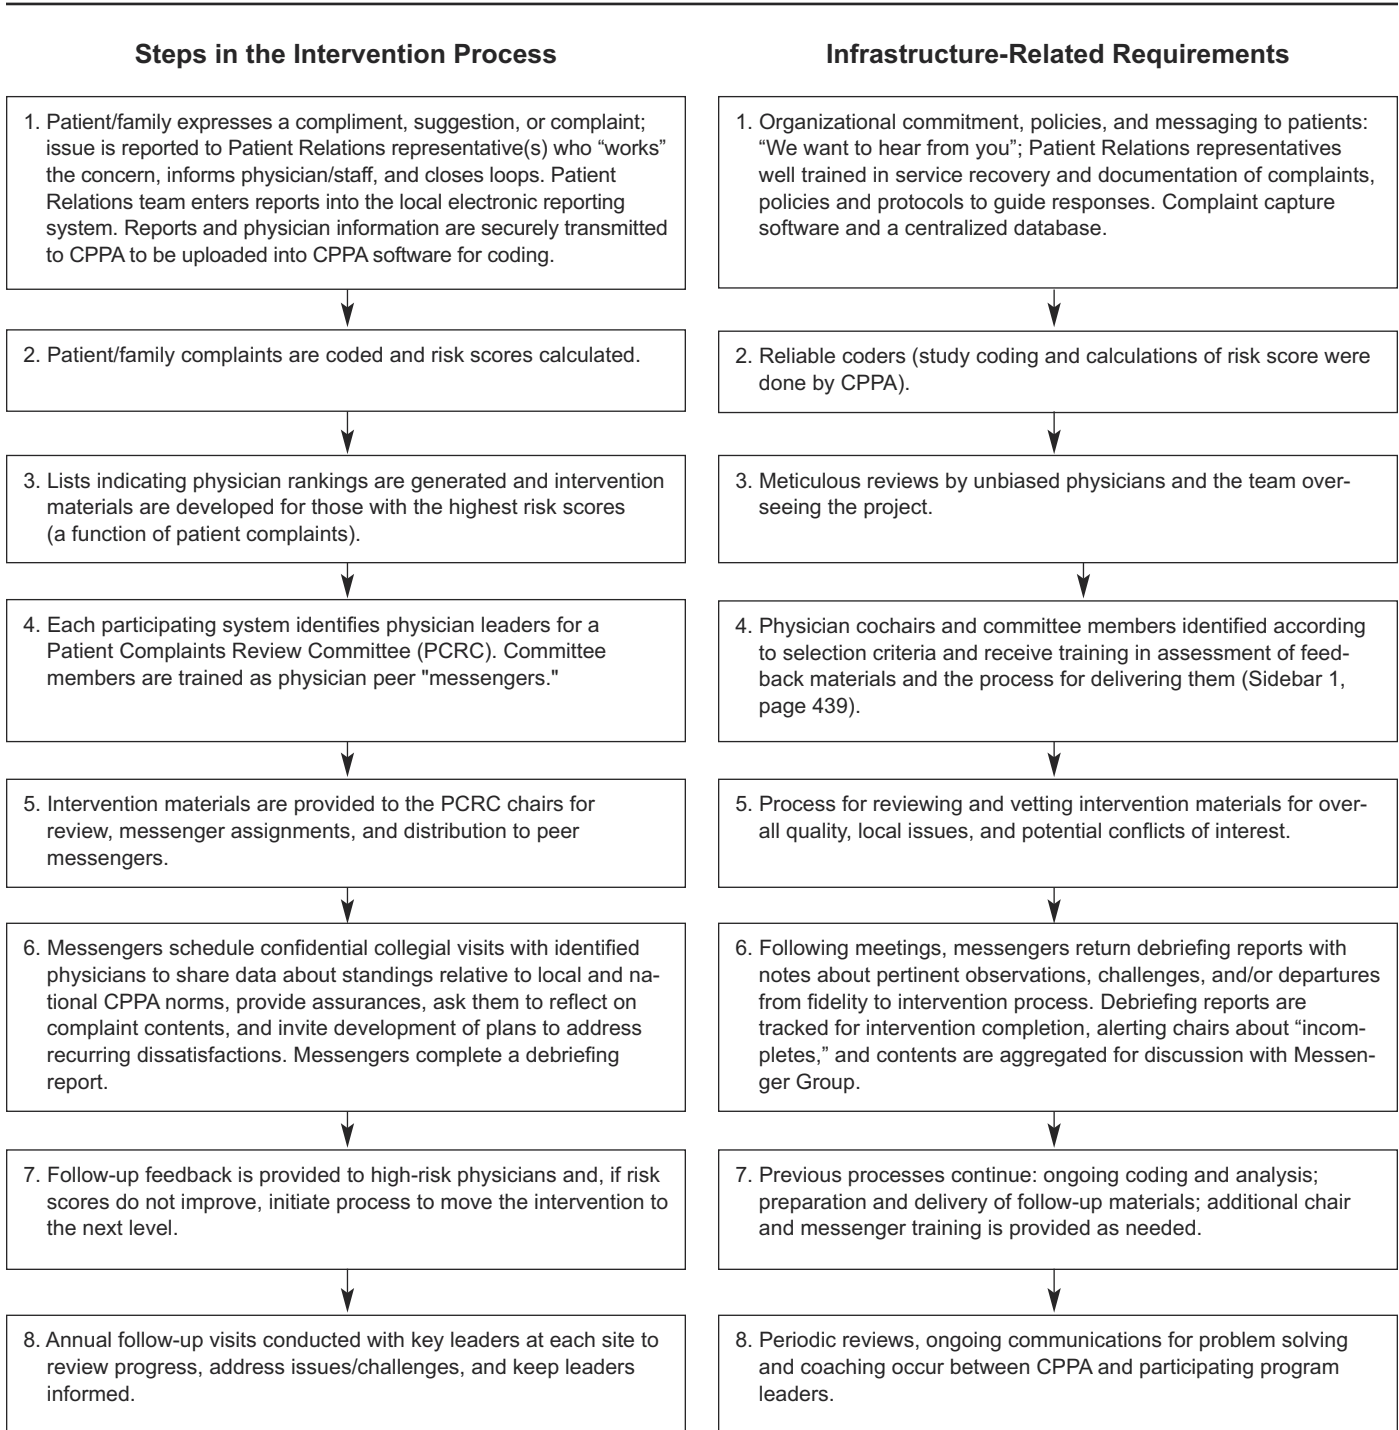 Steps in the Intervention Process
1. Patient/family expresses a compliment, suggestion, or complaint;
issue is reported to Patient Relations representative(s) who “works”
the concern, informs physician/staff, and closes loops. Patient
Relations team enters reports into the local electronic reporting
system. Reports and physician information are securely transmitted
to CPPA to be uploaded into CPPA software for coding.
2. Patient/family complaints are coded and risk scores calculated.
3. Lists indicating physician rankings are generated and intervention
materials are developed for those with the highest risk scores
(a function of patient complaints).
4. Each participating system identifies physician leaders for a
Patient Complaints Review Committee (PCRC). Committee
members are trained as physician peer "messengers."
5. Intervention materials are provided to the PCRC chairs for
review, messenger assignments, and distribution to peer
messengers.
6. Messengers schedule confidential collegial visits with identified
physicians to share data about standings relative to local and na-
tional CPPA norms, provide assurances, ask them to reflect on
complaint contents, and invite development of plans to address
recurring dissatisfactions. Messengers complete a debriefing
report.
7. Follow-up feedback is provided to high-risk physicians and, if risk
scores do not improve, initiate process to move the intervention to
the next level.
8. Annual follow-up visits conducted with key leaders at each site to
review progress, address issues/challenges, and keep leaders
informed.
Infrastructure-Related Requirements
1. Organizational commitment, policies, and messaging to patients:
“We want to hear from you”; Patient Relations representatives
well trained in service recovery and documentation of complaints,
policies and protocols to guide responses. Complaint capture
software and a centralized database.
2. Reliable coders (study coding and calculations of risk score were
done by CPPA).
3. Meticulous reviews by unbiased physicians and the team over-
seeing the project.
4. Physician cochairs and committee members identified according
to selection criteria and receive training in assessment of feed-
back materials and the process for delivering them (Sidebar 1,
page 439).
5. Process for reviewing and vetting intervention materials for over-
all quality, local issues, and potential conflicts of interest.
6. Following meetings, messengers return debriefing reports with
notes about pertinent observations, challenges, and/or departures
from fidelity to intervention process. Debriefing reports are
tracked for intervention completion, alerting chairs about “incom-
pletes,” and contents are aggregated for discussion with Messen-
ger Group.
7. Previous processes continue: ongoing coding and analysis;
preparation and delivery of follow-up materials; additional chair
and messenger training is provided as needed.
8. Periodic reviews, ongoing communications for problem solving
and coaching occur between CPPA and participating program
leaders.